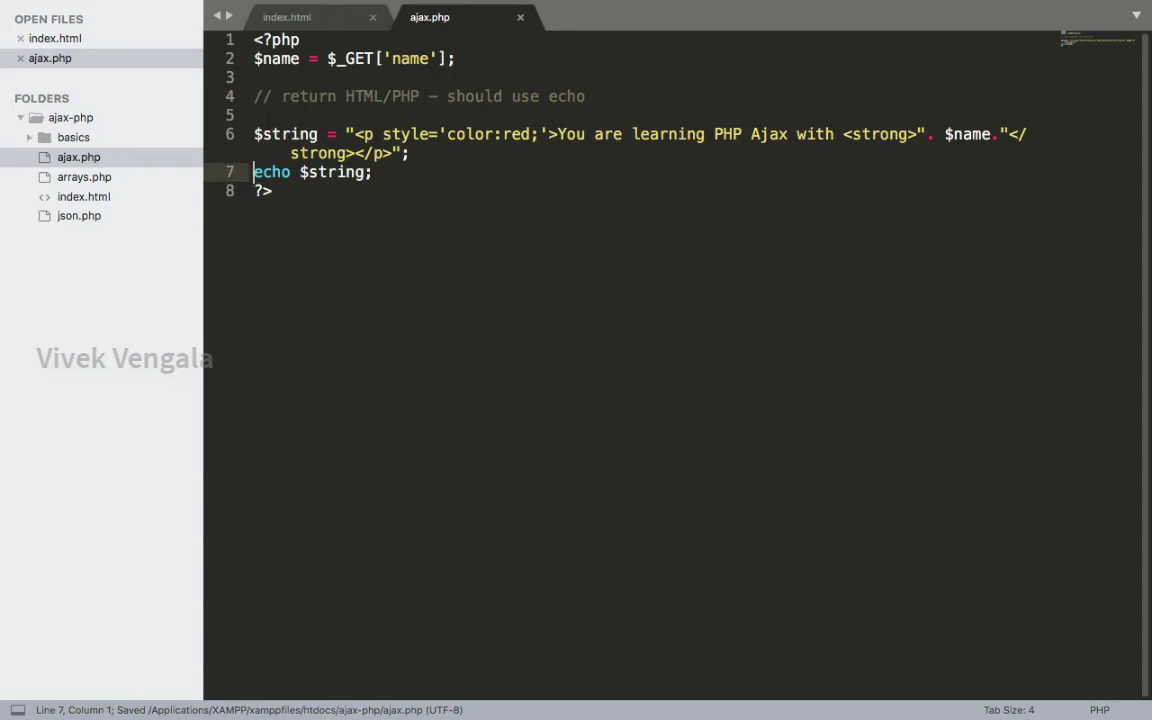 OPEN FILES
index.html
ajax.php
FOLDERS
ajax-php
basics
ajax.php
arrays.php
index.html
json.php
Vivek Vengala
index.html
ajax.php
1 <?php
2 $name = $_GET['name'];
3
4 // return HTML/PHP – should use echo
5
6 $string = "<p style='color:red;'>You are learning PHP Ajax with <strong>". $name."</
strong></p>";
7 echo $string;
8 ?>
Line 7, Column 1; Saved /Applications/XAMPP/xamppfiles/htdocs/ajax-php/ajax.php (UTF-8)
Tab Size: 4
PHP